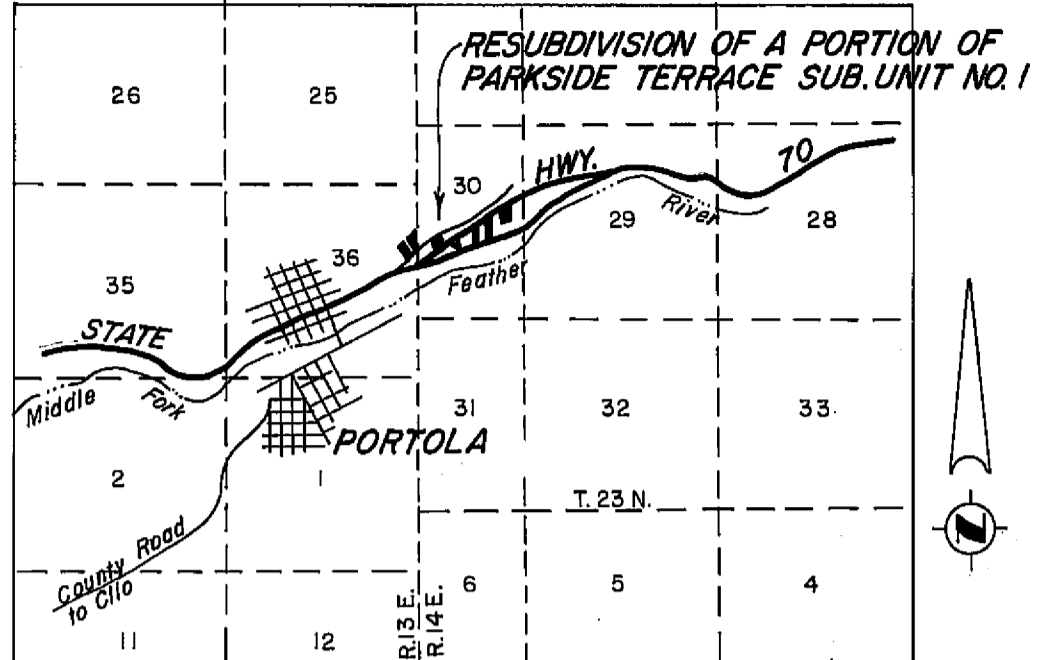 RESUBDIVISION OF A PORTION OF
PARKSIDE TERRACE SUB. UNIT NO. 1
26
25
30
HWY.
70
36
29
River
28
35
Feather
STATE
Middle
Fork
31
32
33
PORTOLA
2
1
T. 23 N.
County Road
to Clio
6
5
4
R.13 E.
R.14 E.
11
12
N